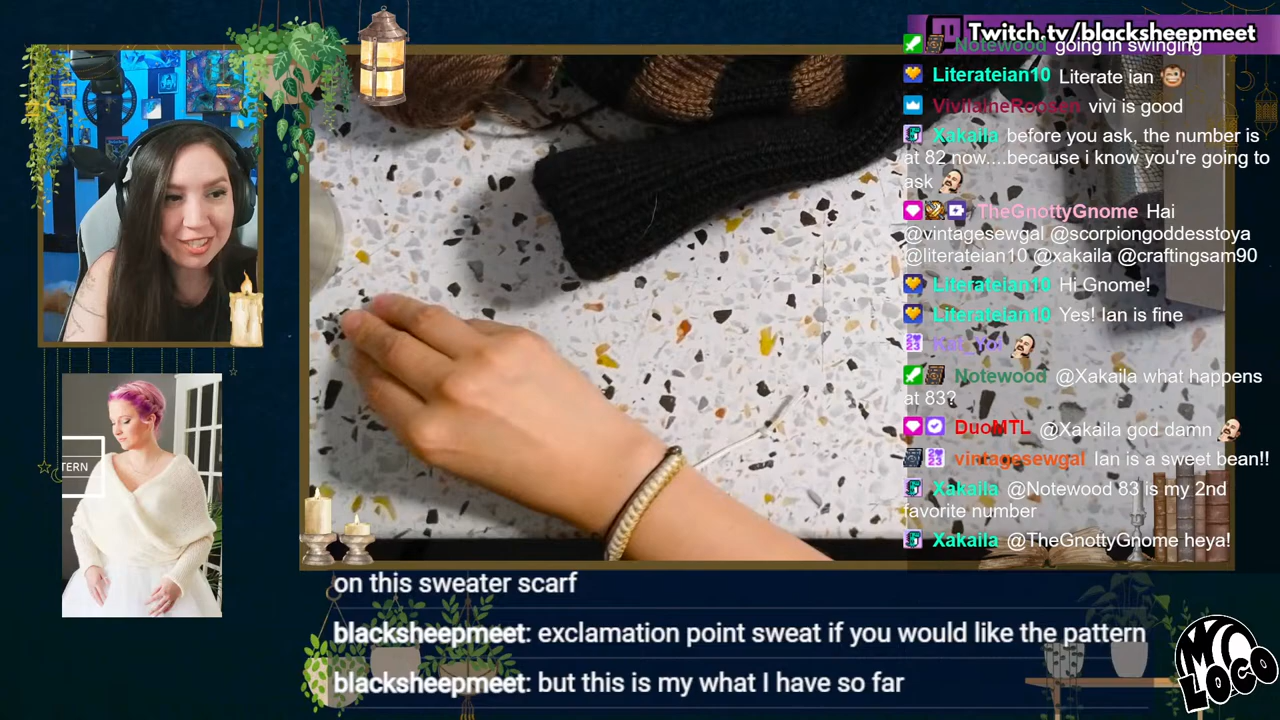 Twitch.tv/blacksheepmeet
Notewood going in swinging
Literateian10 Literate ian
VivilaineRoosen vivi is good
Xakaila before you ask, the number is
at 82 now....because i know you're going to
ask
TheGnottyGnome Hai
@vintagesewgal @scorpiongoddesstoya
@literateian10 @xakaila @craftingsam90
Literateian10 Hi Gnome!
Literateian10 Yes! Ian is fine
Notewood @Xakaila what happens
at 83?
DuoMTL @Xakaila god damn
vintagesewgal Ian is a sweet bean!!
Xakaila @Notewood 83 is my 2nd
favorite number
Xakaila @TheGnottyGnome heya!
TERN
on this sweater scarf
blacksheepmeet: exclamation point sweat if you would like the pattern
blacksheepmeet: but this is my what I have so far
MC
LOCO